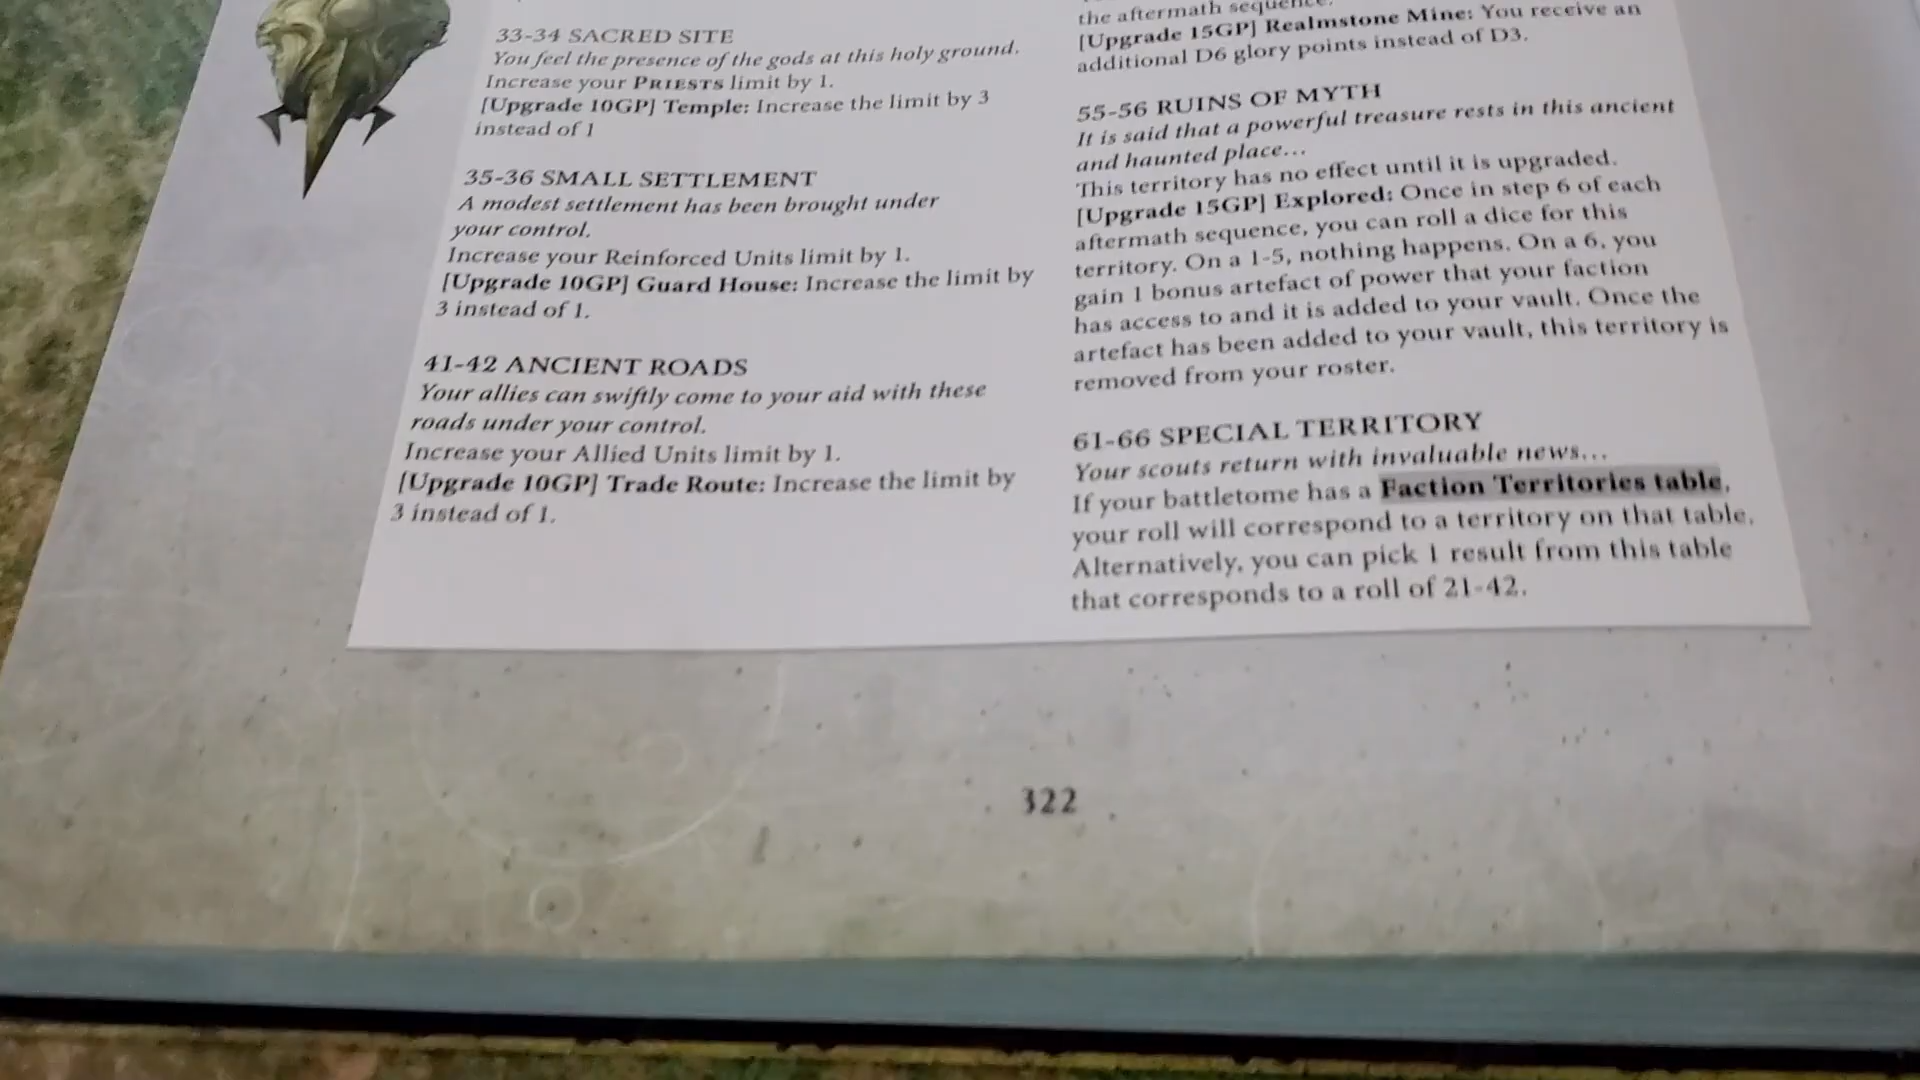 33-34 SACRED SITE
You feel the presence of the gods at this holy ground.
Increase your PRIESTS limit by 1.
[Upgrade 10GP] Temple: Increase the limit by 3
instead of 1
35-36 SMALL SETTLEMENT
A modest settlement has been brought under
your control.
Increase your Reinforced Units limit by 1.
[Upgrade 10GP] Guard House: Increase the limit by
3 instead of 1.
41-42 ANCIENT ROADS
Your allies can swiftly come to your aid with these
roads under your control.
Increase your Allied Units limit by 1.
[Upgrade 10GP] Trade Route: Increase the limit by
3 instead of 1.
the aftermath sequence.
[Upgrade 15GP] Realmstone Mine: You receive an
additional D6 glory points instead of D3.
55-56 RUINS OF MYTH
It is said that a powerful treasure rests in this ancient
and haunted place...
This territory has no effect until it is upgraded.
[Upgrade 15GP] Explored: Once in step 6 of each
aftermath sequence, you can roll a dice for this
territory. On a 1-5, nothing happens. On a 6, you
gain 1 bonus artefact of power that your faction
has access to and it is added to your vault. Once the
artefact has been added to your vault, this territory is
removed from your roster.
61-66 SPECIAL TERRITORY
Your scouts return with invaluable news...
If your battletome has a Faction Territories table,
your roll will correspond to a territory on that table.
Alternatively, you can pick 1 result from this table
that corresponds to a roll of 21-42.
322